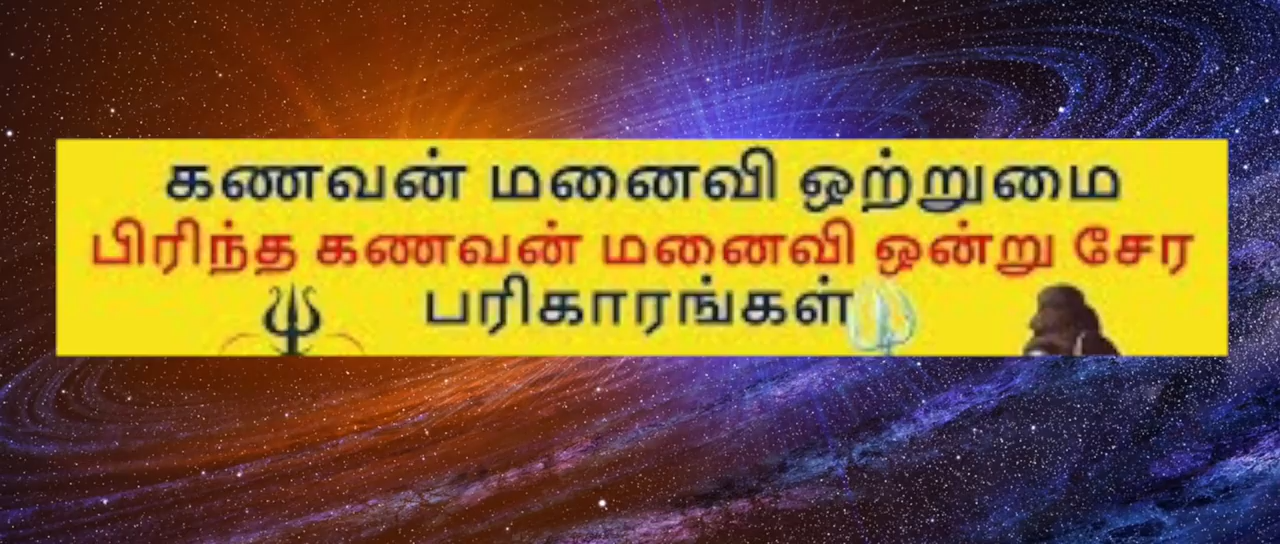 கணவன் மனைவி ஒற்றுமை
பிரிந்த கணவன் மனைவி ஒன்று சேர
பரிகாரங்கள்